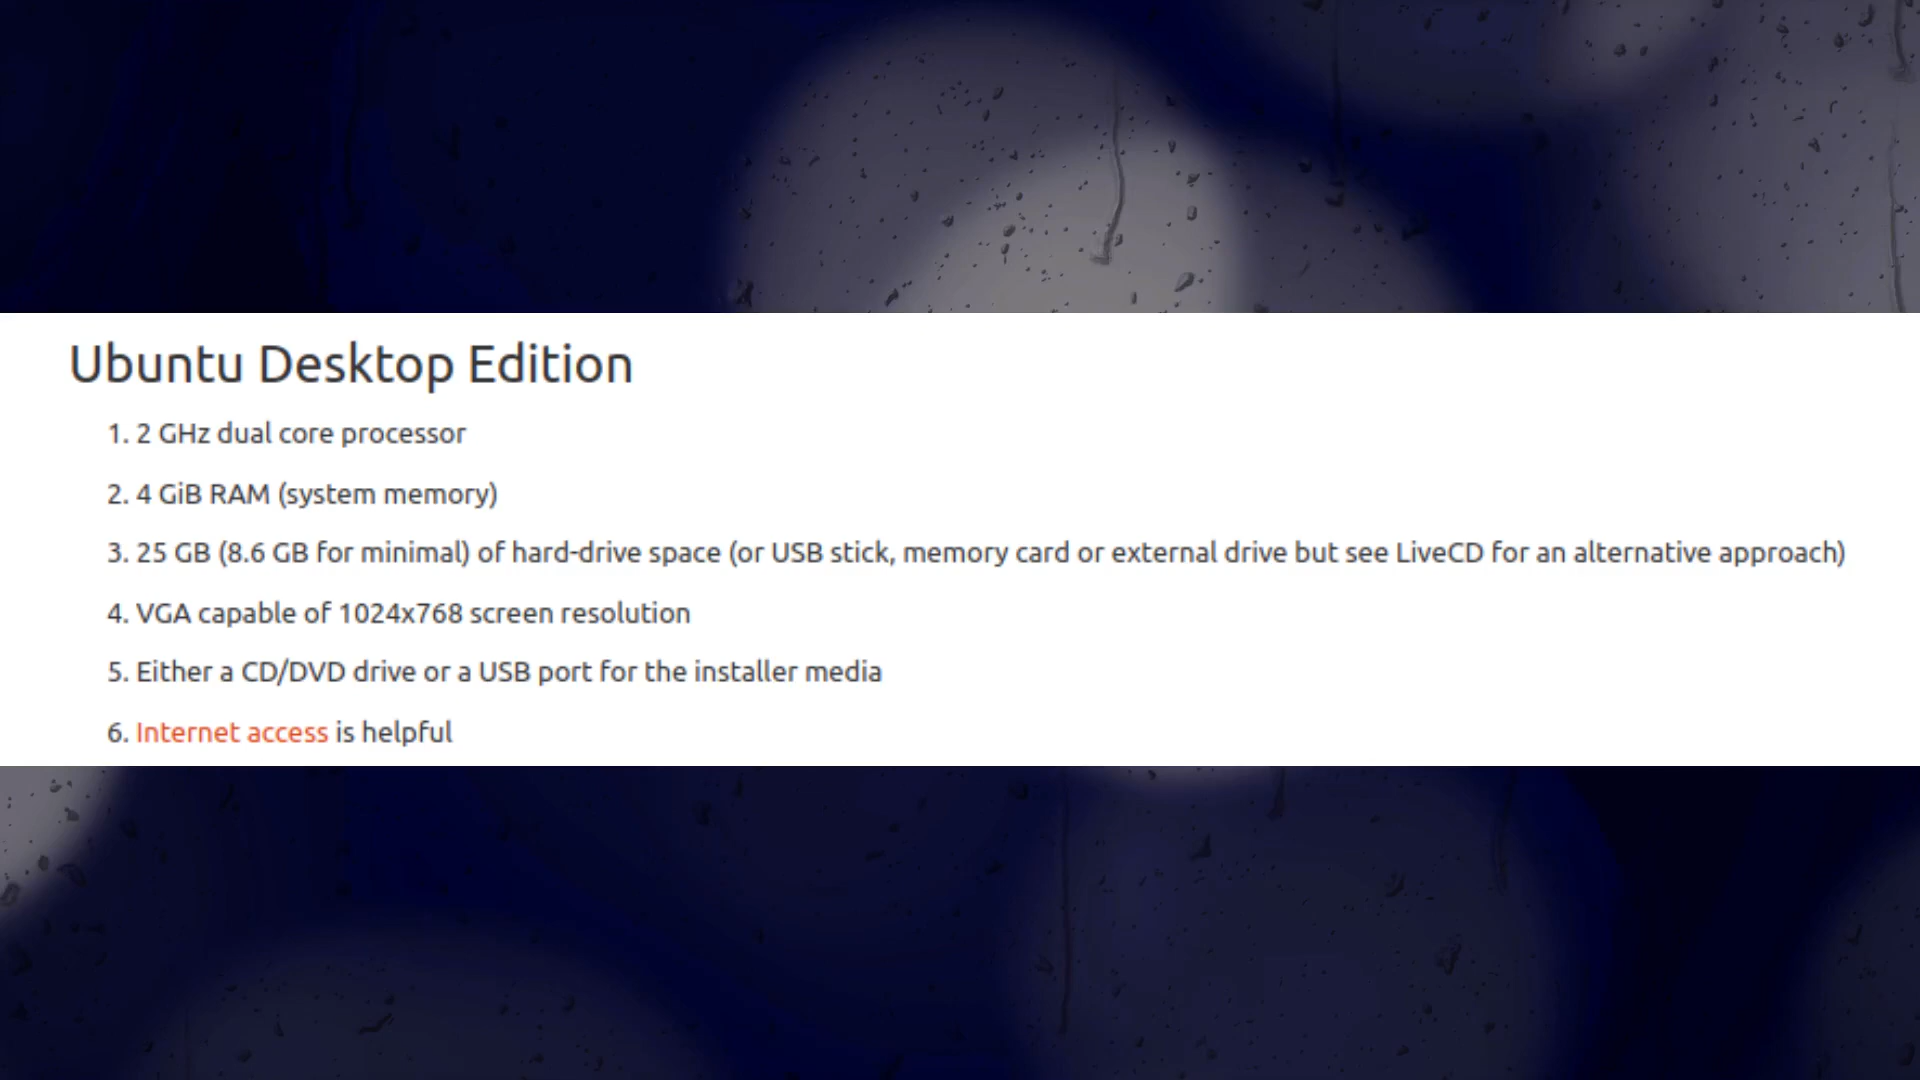 Ubuntu Desktop Edition
1. 2 GHz dual core processor
2. 4 GiB RAM (system memory)
3. 25 GB (8.6 GB for minimal) of hard-drive space (or USB stick, memory card or external drive but see LiveCD for an alternative approach)
4. VGA capable of 1024x768 screen resolution
5. Either a CD/DVD drive or a USB port for the installer media
6. Internet access is helpful